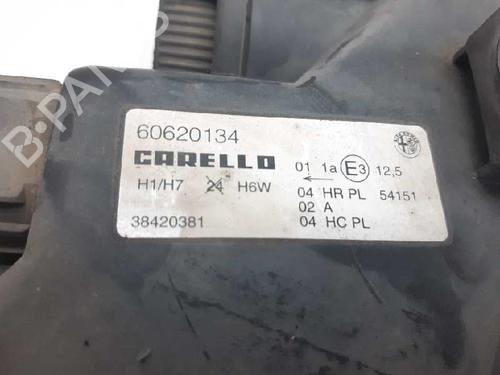 B-PARTS
60620134
CARELLO
H1/H7 24 H6W
38420381
01 1a E3 12,5
04 HR PL 54151
02 A
04 HC PL